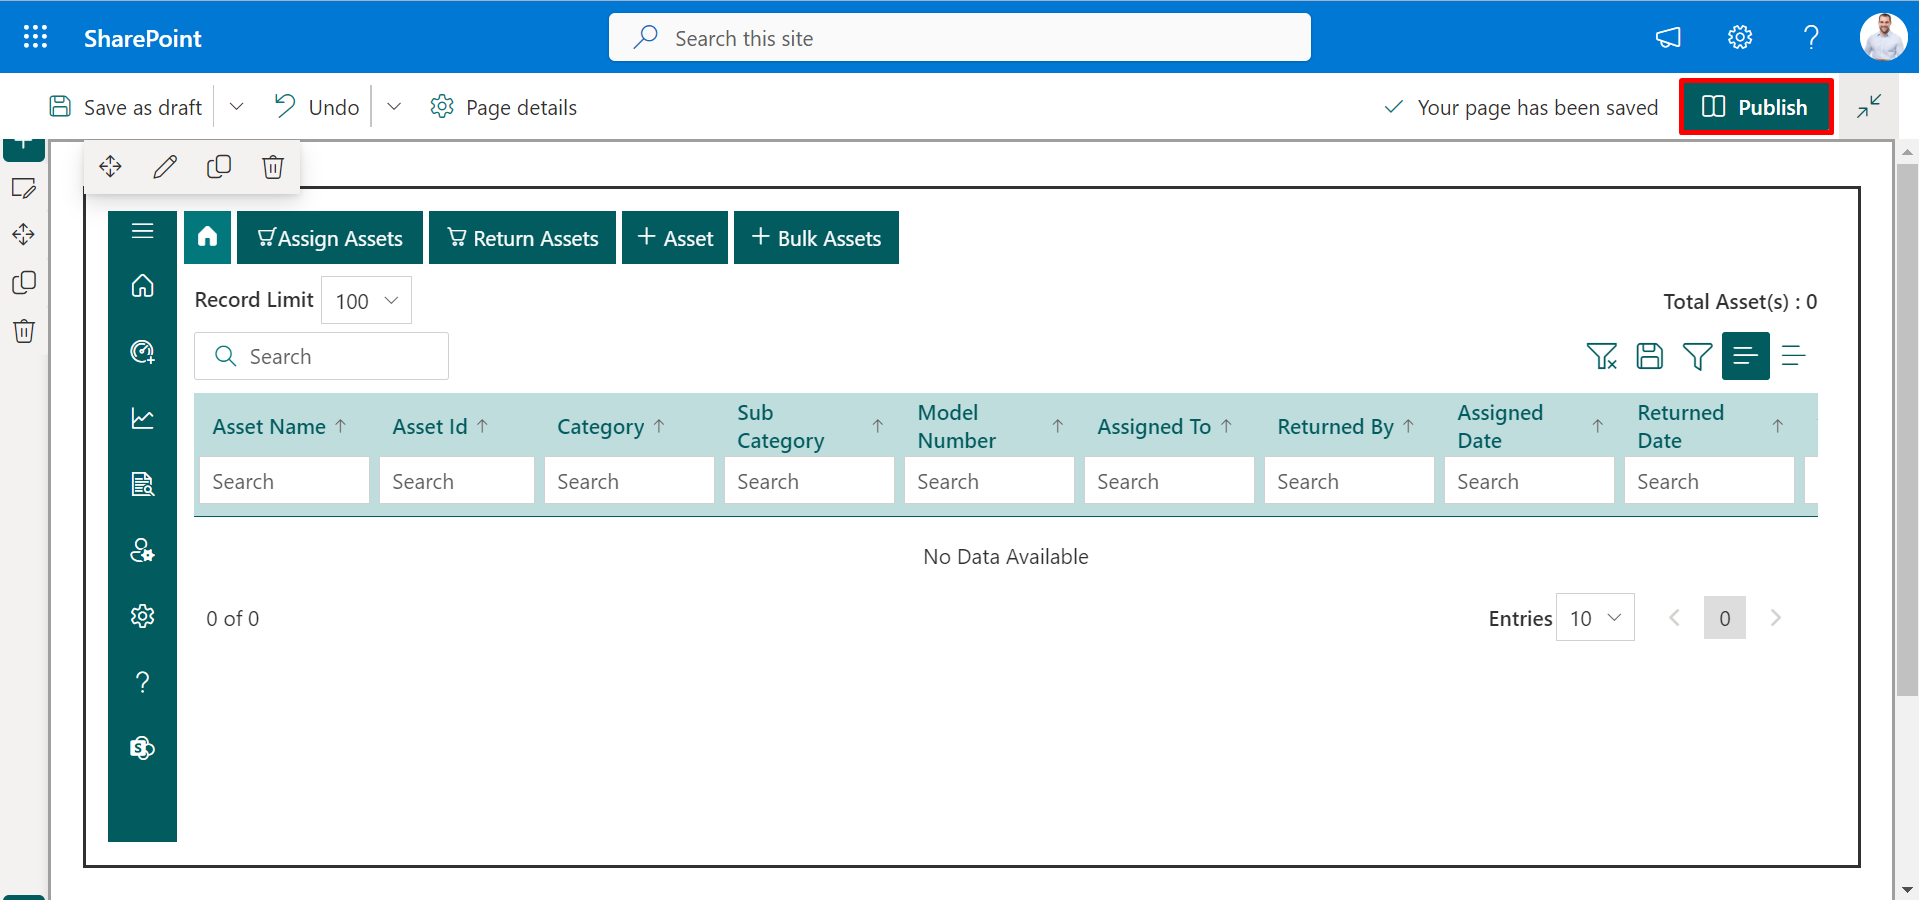 SharePoint
Search this site
Save as draft
Undo
Page details
Your page has been saved
Publish
Assign Assets
Return Assets
+ Asset
+ Bulk Assets
Record Limit
100
Total Asset(s) : 0
Search
Asset Name
Asset Id
Category
Sub Category
Model Number
Assigned To
Returned By
Assigned Date
Returned Date
Search
Search
Search
Search
Search
Search
Search
Search
Search
No Data Available
0 of 0
Entries
10
0